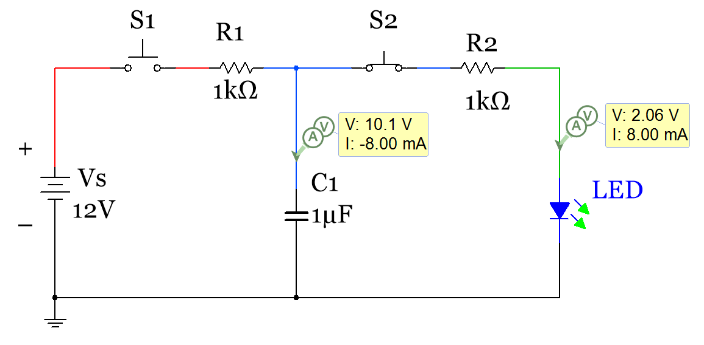 S1
R1
1kΩ
S2
R2
1kΩ
V: 10.1 V
I: -8.00 mA
V: 2.06 V
I: 8.00 mA
A V
A V
+
Vs
12V
−
C1
1µF
LED